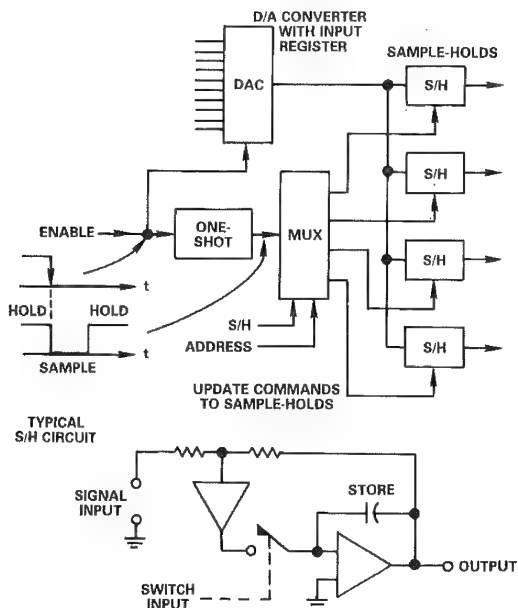 D/A CONVERTER
WITH INPUT
REGISTER
SAMPLE-HOLDS
DAC
S/H
S/H
ENABLE
ONE-
SHOT
MUX
t
S/H
HOLD
HOLD
t
SAMPLE
S/H
ADDRESS
S/H
UPDATE COMMANDS
TO SAMPLE-HOLDS
TYPICAL
S/H CIRCUIT
SIGNAL
INPUT
STORE
OUTPUT
SWITCH
INPUT